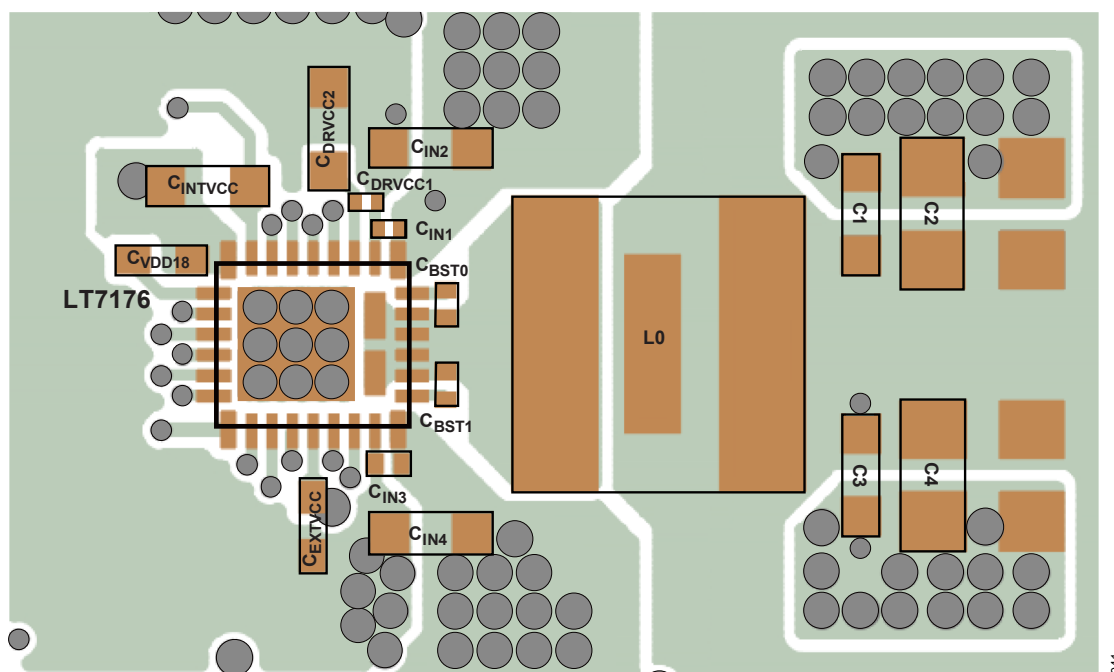 CDRVCC2
CIN2
CINTVCC
CDRVCC1
CIN1
CVDD18
CBST0
LT7176
L0
C1
C2
CBST1
CIN3
C3
C4
CIN4
CEXTVCC